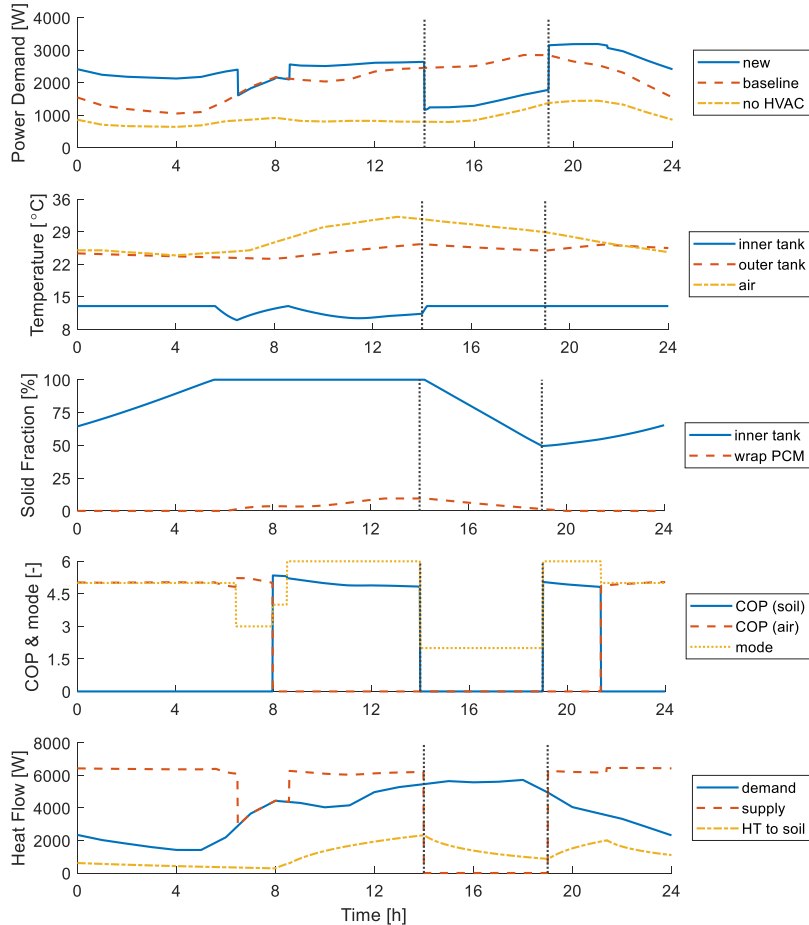 Power Demand [W]
4000
3000
2000
1000
0
0 4 8 12 16 20 24
new
baseline
no HVAC
Temperature [°C]
36
29
22
15
8
0 4 8 12 16 20 24
inner tank
outer tank
air
Solid Fraction [%]
100
75
50
25
0
0 4 8 12 16 20 24
inner tank
wrap PCM
COP & mode [-]
6
4.5
3
1.5
0
0 4 8 12 16 20 24
COP (soil)
COP (air)
mode
Heat Flow [W]
8000
6000
4000
2000
0
0 4 8 12 16 20 24
demand
supply
HT to soil
Time [h]